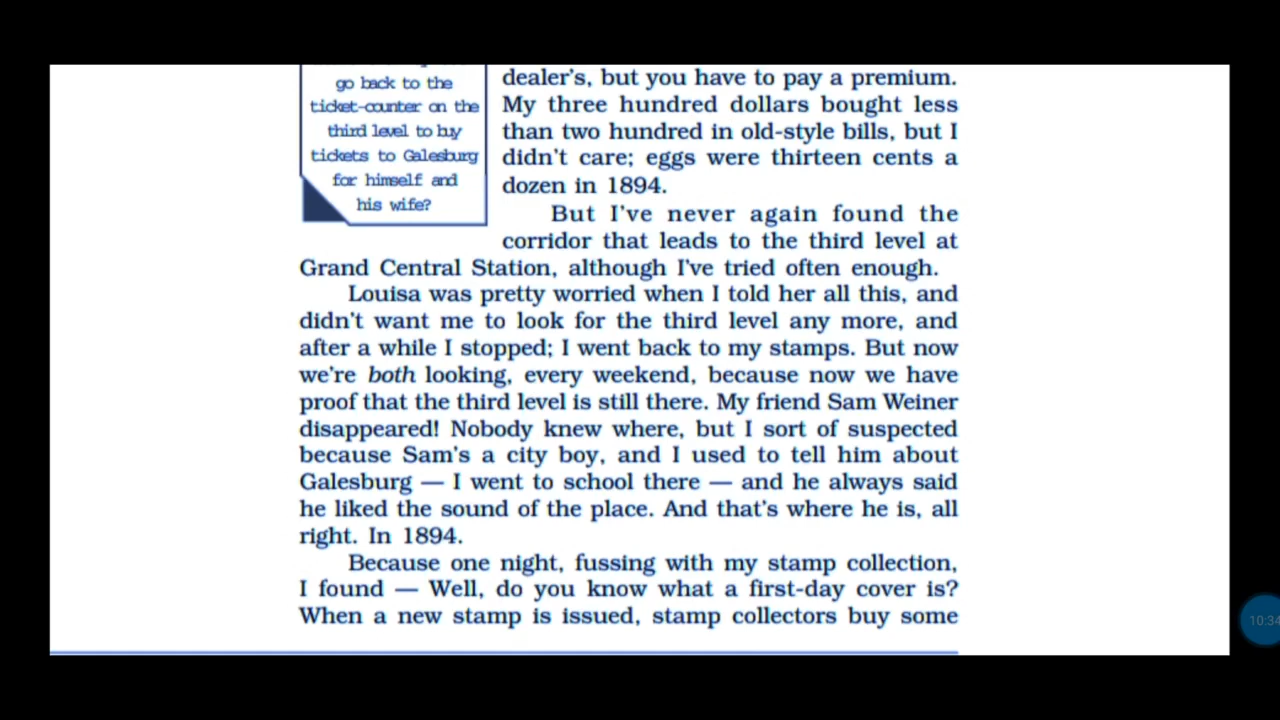 go back to the
ticket-counter on the
third level to buy
tickets to Galesburg
for himself and
his wife?
dealer's, but you have to pay a premium.
My three hundred dollars bought less
than two hundred in old-style bills, but I
didn't care; eggs were thirteen cents a
dozen in 1894.
But I've never again found the
corridor that leads to the third level at
Grand Central Station, although I've tried often enough.
Louisa was pretty worried when I told her all this, and
didn't want me to look for the third level any more, and
after a while I stopped; I went back to my stamps. But now
we're both looking, every weekend, because now we have
proof that the third level is still there. My friend Sam Weiner
disappeared! Nobody knew where, but I sort of suspected
because Sam's a city boy, and I used to tell him about
Galesburg — I went to school there — and he always said
he liked the sound of the place. And that's where he is, all
right. In 1894.
Because one night, fussing with my stamp collection,
I found — Well, do you know what a first-day cover is?
When a new stamp is issued, stamp collectors buy some
10:34